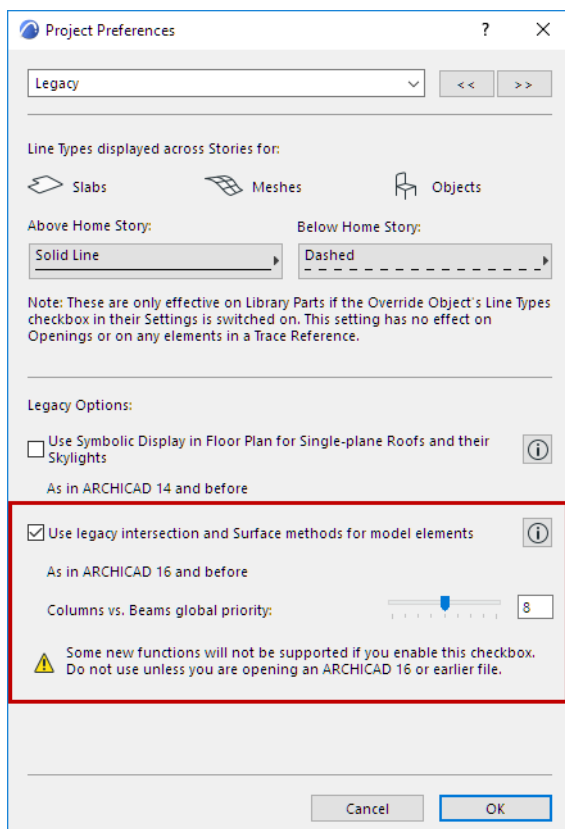 Project Preferences
?
Legacy
<<
>>
Line Types displayed across Stories for:
Slabs
Meshes
Objects
Above Home Story:
Below Home Story:
Solid Line
Dashed
Note: These are only effective on Library Parts if the Override Object's Line Types
checkbox in their Settings is switched on. This setting has no effect on
Openings or on any elements in a Trace Reference.
Legacy Options:
Use Symbolic Display in Floor Plan for Single-plane Roofs and their
Skylights
As in ARCHICAD 14 and before
Use legacy intersection and Surface methods for model elements
As in ARCHICAD 16 and before
Columns vs. Beams global priority:
8
Some new functions will not be supported if you enable this checkbox.
Do not use unless you are opening an ARCHICAD 16 or earlier file.
Cancel
OK